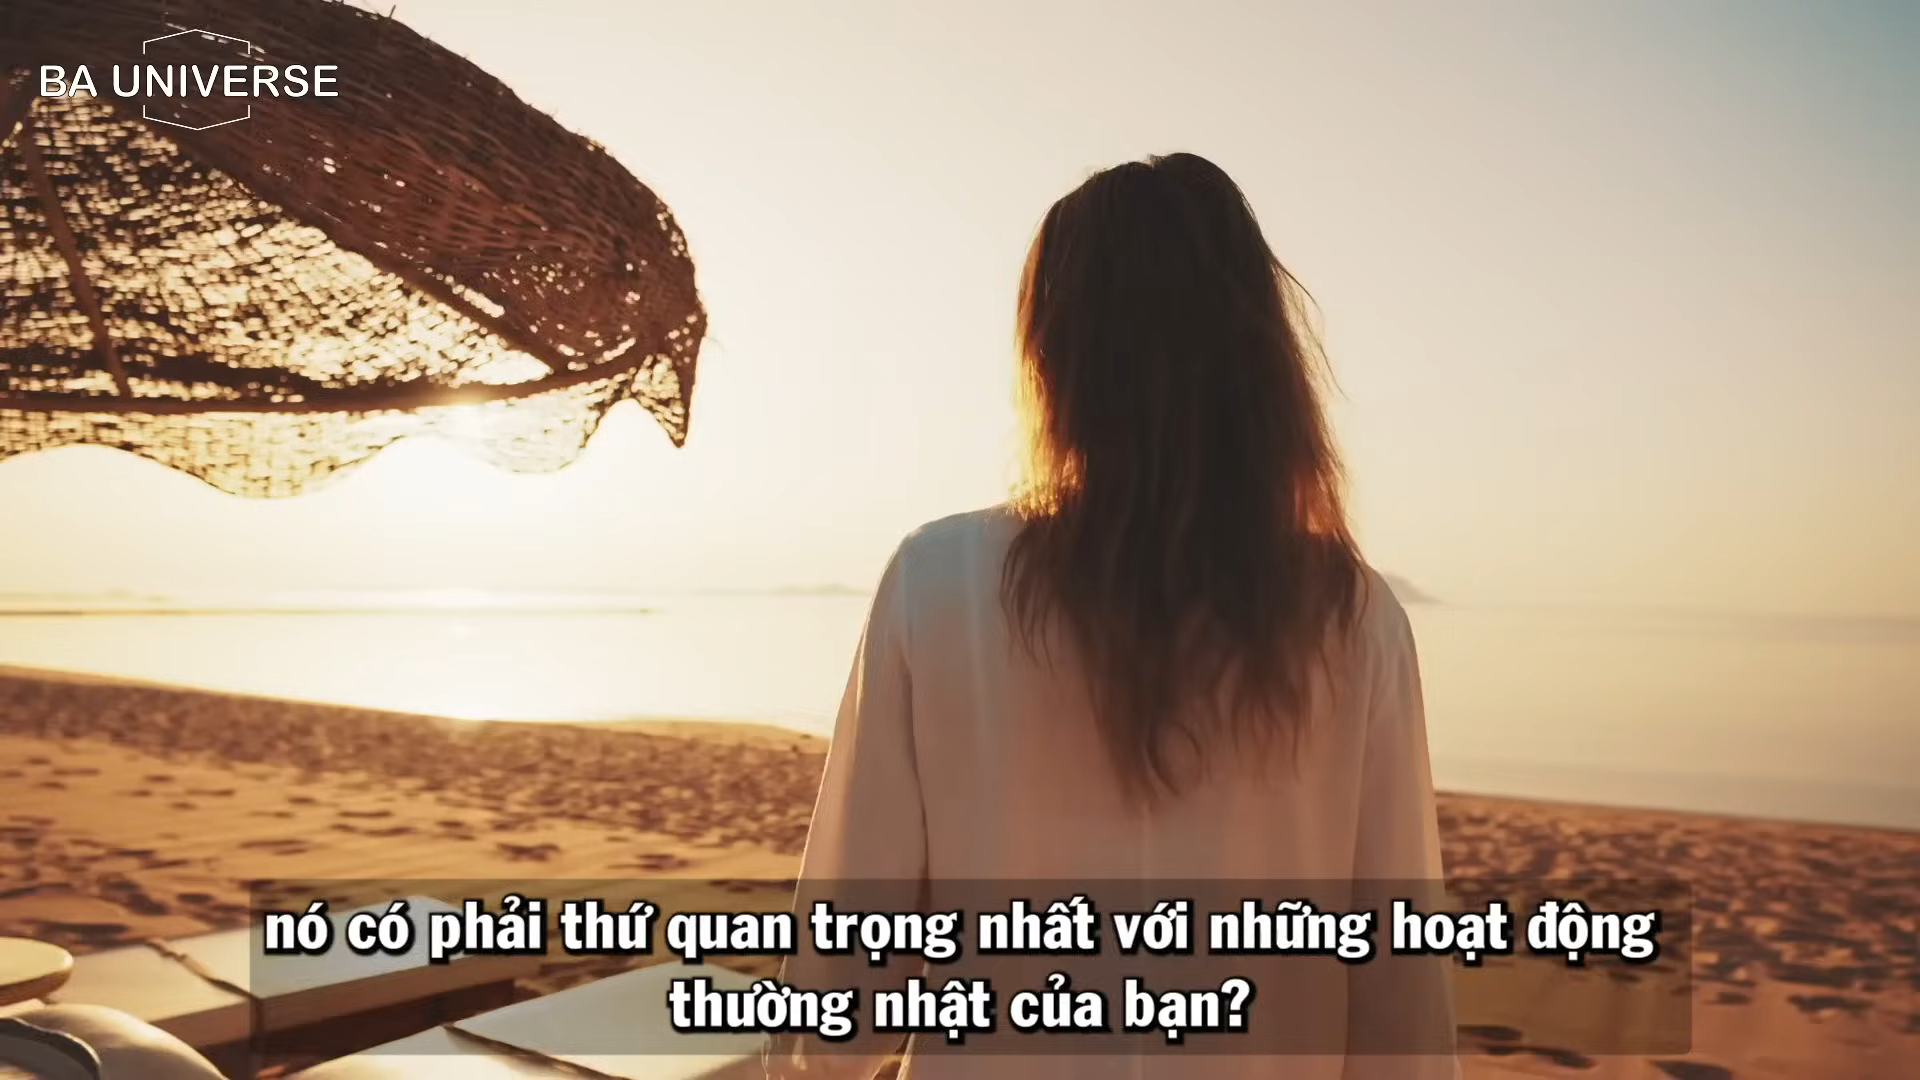 BA UNIVERSE
nó có phải thứ quan trọng nhất với những hoạt động
thường nhật của bạn?